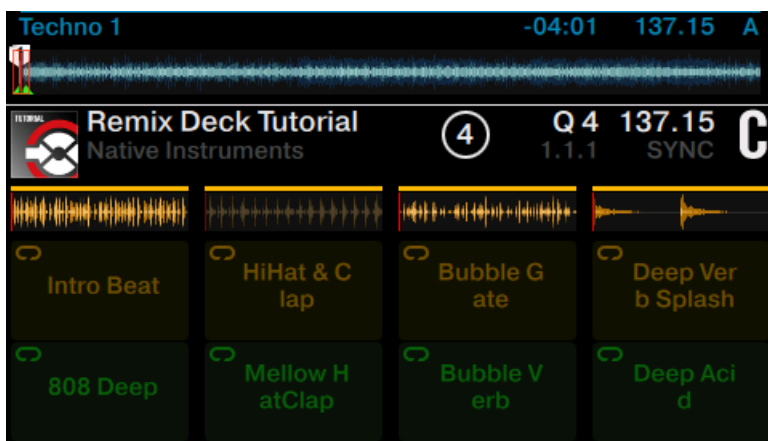 Techno 1 -04:01 137.15 A
1
TUTORIAL Remix Deck Tutorial 4 Q 4 137.15 C
Native Instruments 1.1.1 SYNC
Intro Beat
HiHat & C
lap
Bubble G
ate
Deep Ver
b Splash
808 Deep
Mellow H
atClap
Bubble V
erb
Deep Aci
d